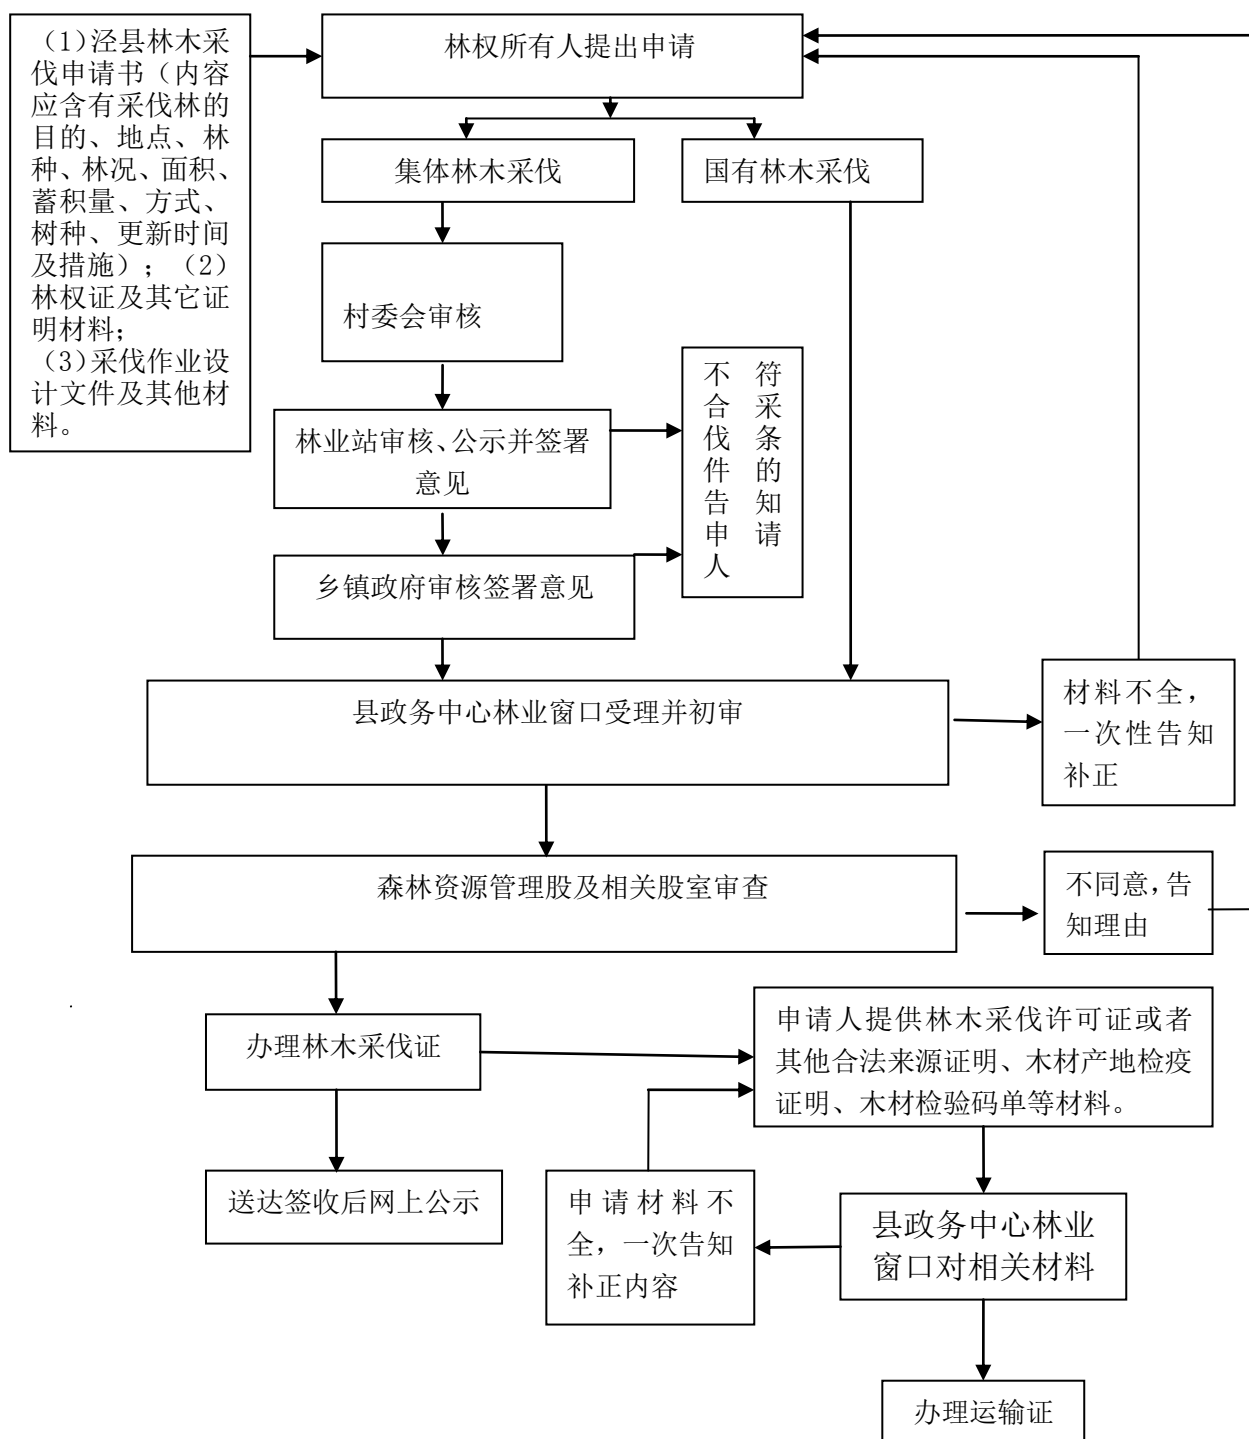 （1）泾县林木采
伐申请书（内容
应含有采伐林的
目的、地点、林
种、林况、面积、
蓄积量、方式、
树种、更新时间
及措施）；（2）
林权证及其它证
明材料；
（3）采伐作业设
计文件及其他材
料。
林权所有人提出申请
集体林木采伐
国有林木采伐
村委会审核
不符
合采
伐条
件的
告知
申请
人
林业站审核、公示并签署
意见
乡镇政府审核签署意见
县政务中心林业窗口受理并初审
材料不全，
一次性告知
补正
森林资源管理股及相关股室审查
不同意，告
知理由
办理林木采伐证
申请人提供林木采伐许可证或者
其他合法来源证明、木材产地检疫
证明、木材检验码单等材料。
送达签收后网上公示
申请材料不
全，一次告知
补正内容
县政务中心林业
窗口对相关材料
办理运输证